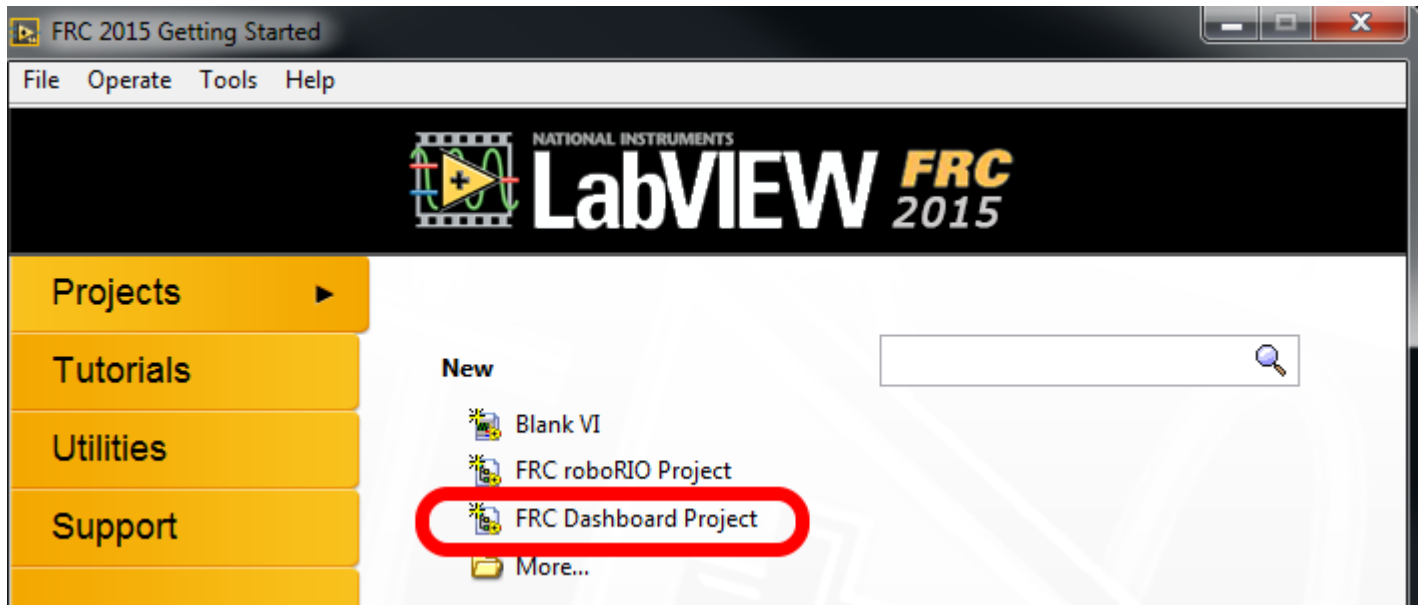 FRC 2015 Getting Started
File Operate Tools Help
NATIONAL INSTRUMENTS
LabVIEW FRC 2015
Projects
Tutorials
Utilities
Support
New
Blank VI
FRC roboRIO Project
FRC Dashboard Project
More...